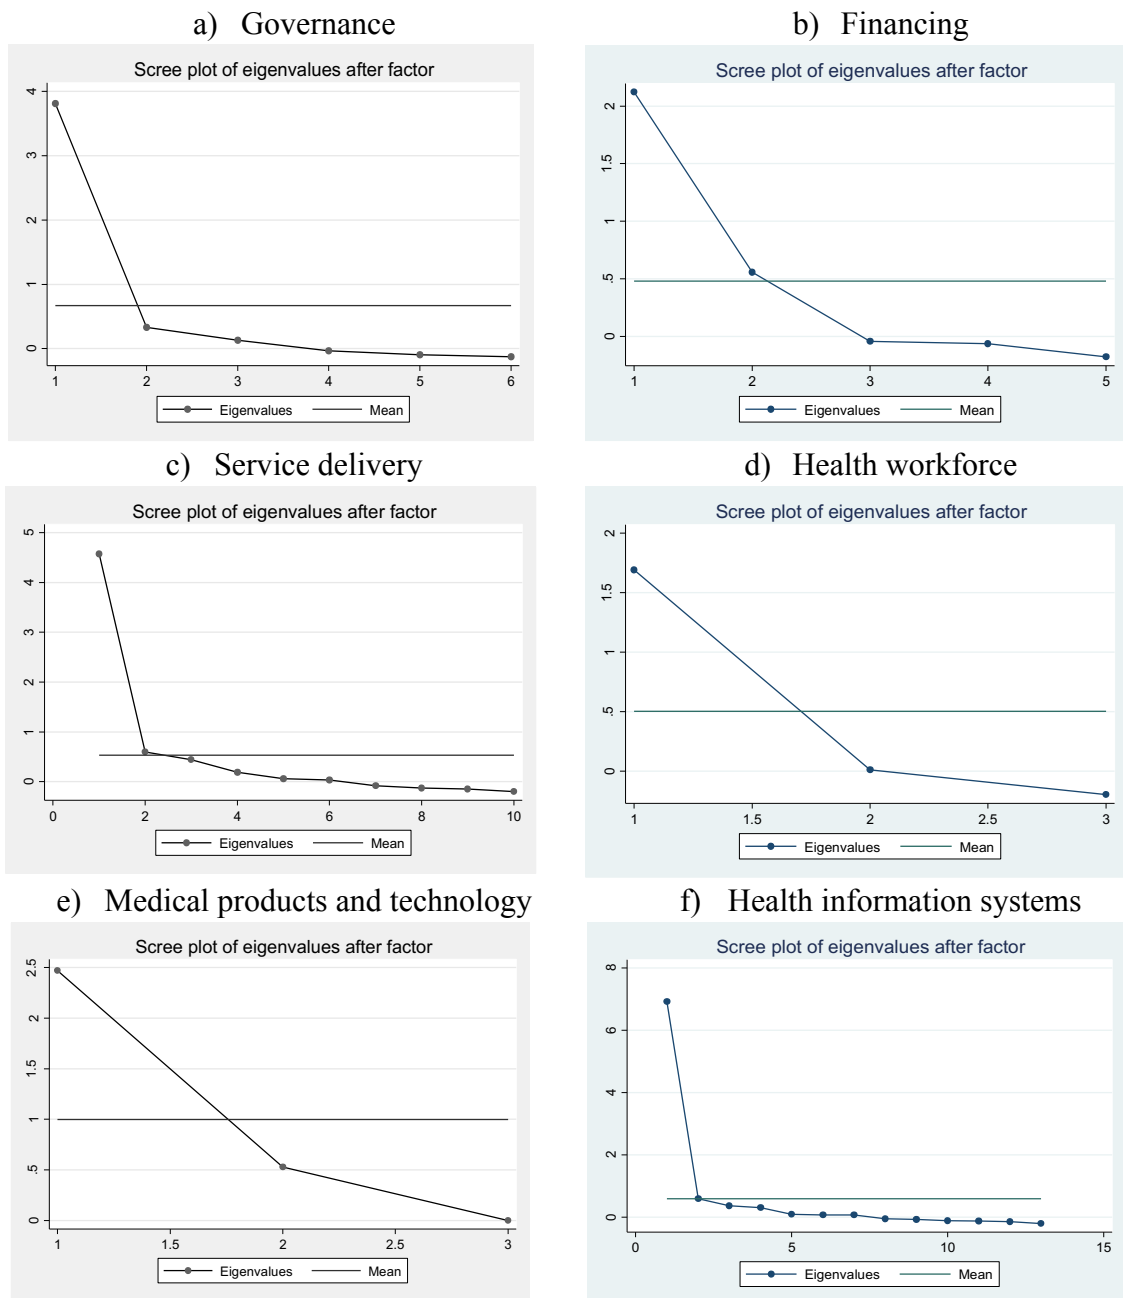 a) Governance
Scree plot of eigenvalues after factor
4
3
2
1
0
1 2 3 4 5 6
Eigenvalues Mean
b) Financing
Scree plot of eigenvalues after factor
2
1.5
1
.5
0
1 2 3 4 5
Eigenvalues Mean
c) Service delivery
Scree plot of eigenvalues after factor
5
4
3
2
1
0
0 2 4 6 8 10
Eigenvalues Mean
d) Health workforce
Scree plot of eigenvalues after factor
2
1.5
1
.5
0
1 1.5 2 2.5 3
Eigenvalues Mean
e) Medical products and technology
Scree plot of eigenvalues after factor
2.5
2
1.5
1
.5
0
1 1.5 2 2.5 3
Eigenvalues Mean
f) Health information systems
Scree plot of eigenvalues after factor
8
6
4
2
0
0 5 10 15
Eigenvalues Mean